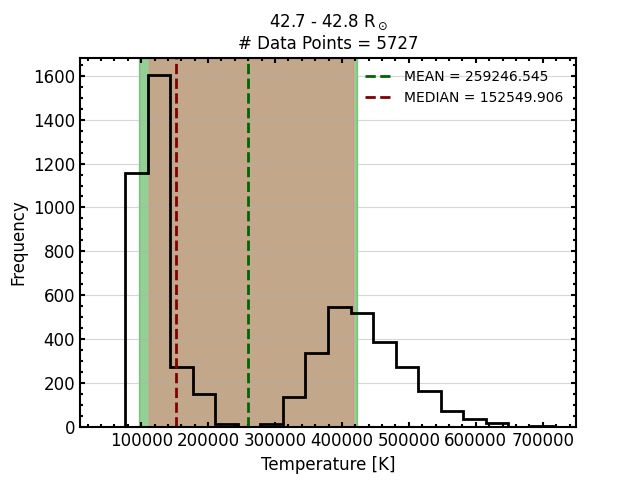 42.7 - 42.8 R⊙
# Data Points = 5727
MEAN = 259246.545
MEDIAN = 152549.906
Frequency
1600
1400
1200
1000
800
600
400
200
0
100000 200000 300000 400000 500000 600000 700000
Temperature [K]